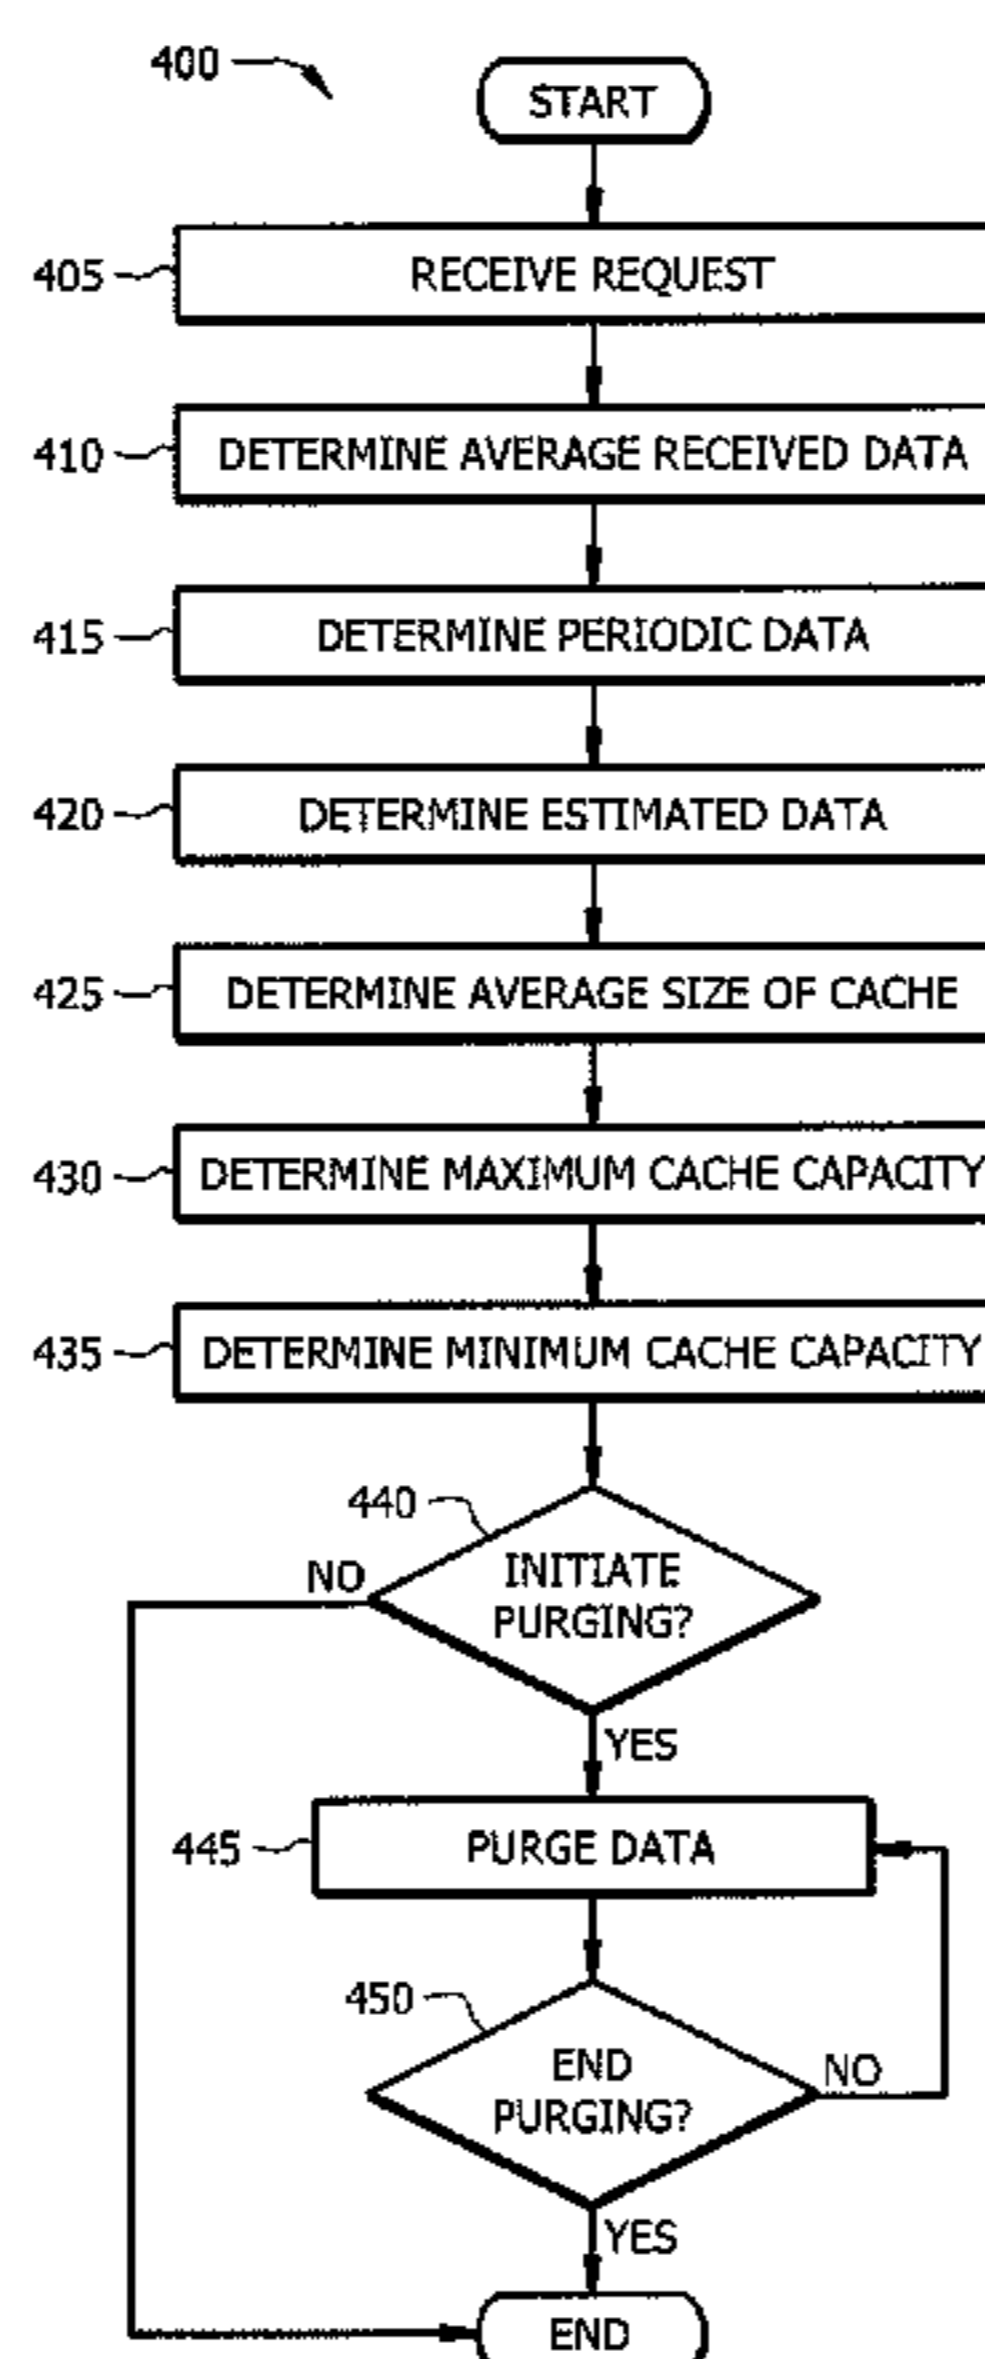 400
START
405
RECEIVE REQUEST
410
DETERMINE AVERAGE RECEIVED DATA
415
DETERMINE PERIODIC DATA
420
DETERMINE ESTIMATED DATA
425
DETERMINE AVERAGE SIZE OF CACHE
430
DETERMINE MAXIMUM CACHE CAPACITY
435
DETERMINE MINIMUM CACHE CAPACITY
440
INITIATE
PURGING?
NO
YES
445
PURGE DATA
450
END
PURGING?
NO
YES
END